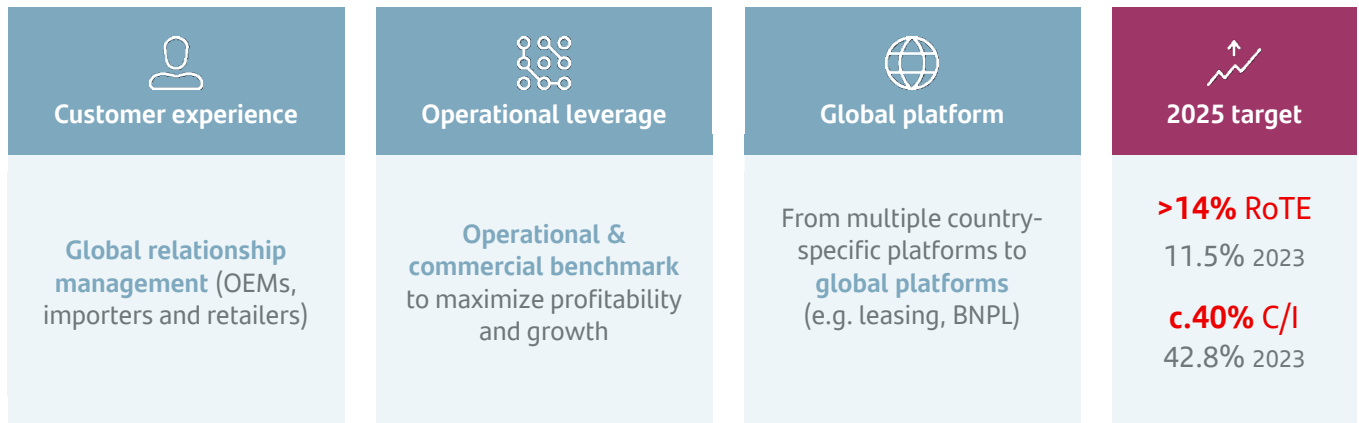 Customer experience
Global relationship
management (OEMs,
importers and retailers)
Operational leverage
Operational &
commercial benchmark
to maximize profitability
and growth
Global platform
From multiple country-
specific platforms to
global platforms
(e.g. leasing, BNPL)
2025 target
>14% RoTE
11.5% 2023
c.40% C/I
42.8% 2023